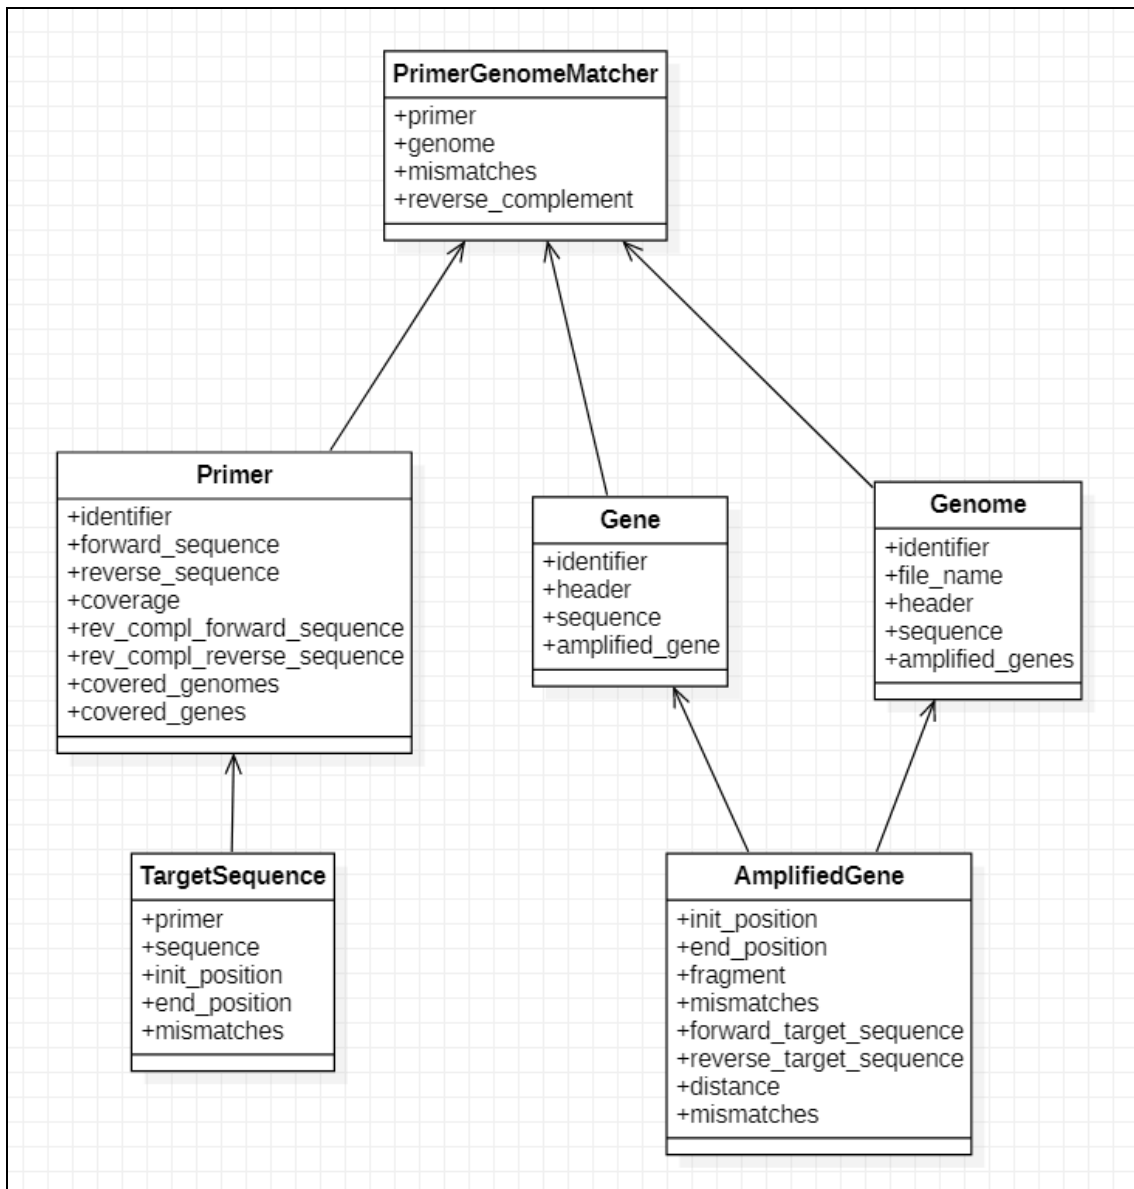 PrimerGenomeMatcher
+primer
+genome
+mismatches
+reverse_complement
Primer
+identifier
+forward_sequence
+reverse_sequence
+coverage
+rev_compl_forward_sequence
+rev_compl_reverse_sequence
+covered_genomes
+covered_genes
Gene
+identifier
+header
+sequence
+amplified_gene
Genome
+identifier
+file_name
+header
+sequence
+amplified_genes
TargetSequence
+primer
+sequence
+init_position
+end_position
+mismatches
AmplifiedGene
+init_position
+end_position
+fragment
+mismatches
+forward_target_sequence
+reverse_target_sequence
+distance
+mismatches